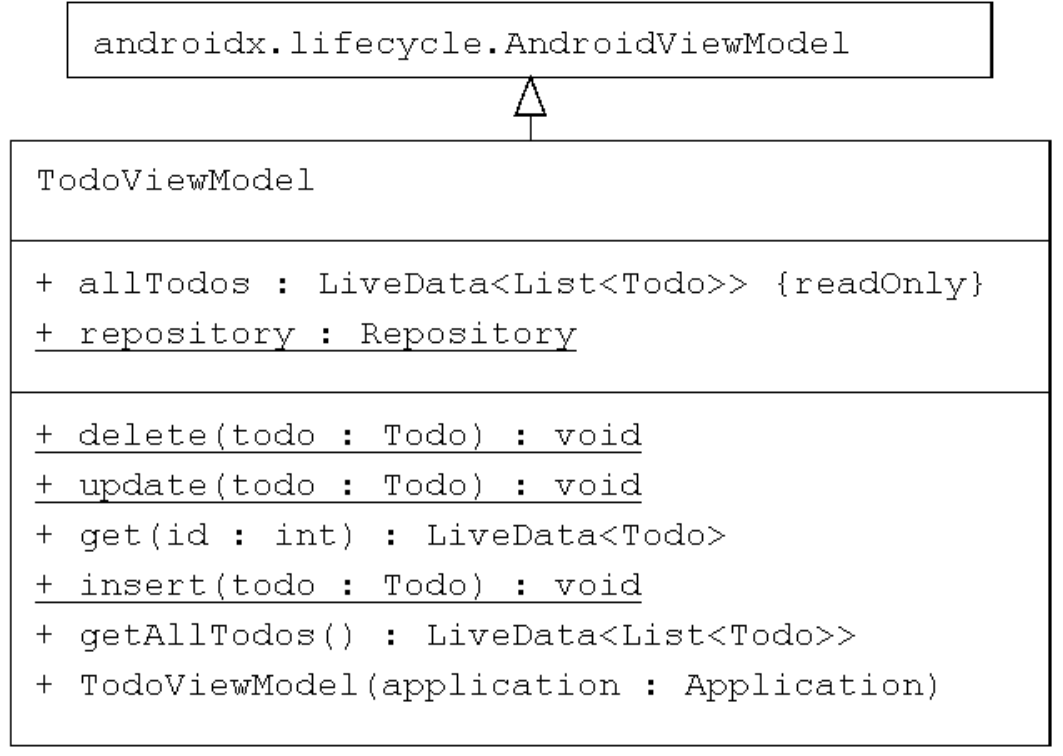 androidx.lifecycle.AndroidViewModel
TodoViewModel
+ allTodos : LiveData<List<Todo>> {readOnly}
+ repository : Repository
+ delete(todo : Todo) : void
+ update(todo : Todo) : void
+ get(id : int) : LiveData<Todo>
+ insert(todo : Todo) : void
+ getAllTodos() : LiveData<List<Todo>>
+ TodoViewModel(application : Application)